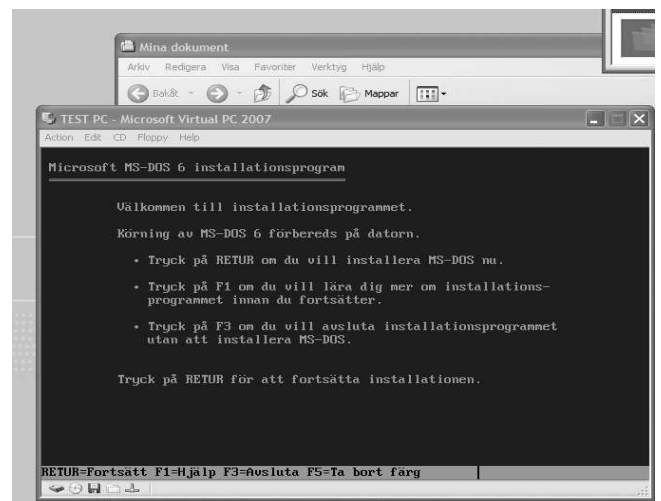 Mina dokument
Arkiv Redigera Visa Favoriter Verktyg Hjälp
Bakåt Sök Mappar
TEST PC - Microsoft Virtual PC 2007
Action Edit CD Floppy Help
Microsoft MS-DOS 6 installationsprogram
Välkommen till installationsprogrammet.
Körning av MS-DOS 6 förbereds på datorn.
• Tryck på RETUR om du vill installera MS-DOS nu.
• Tryck på F1 om du vill lära dig mer om installations-
programmet innan du fortsätter.
• Tryck på F3 om du vill avsluta installationsprogrammet
utan att installera MS-DOS.
Tryck på RETUR för att fortsätta installationen.
RETUR=Fortsätt F1=Hjälp F3=Avsluta F5=Ta bort färg